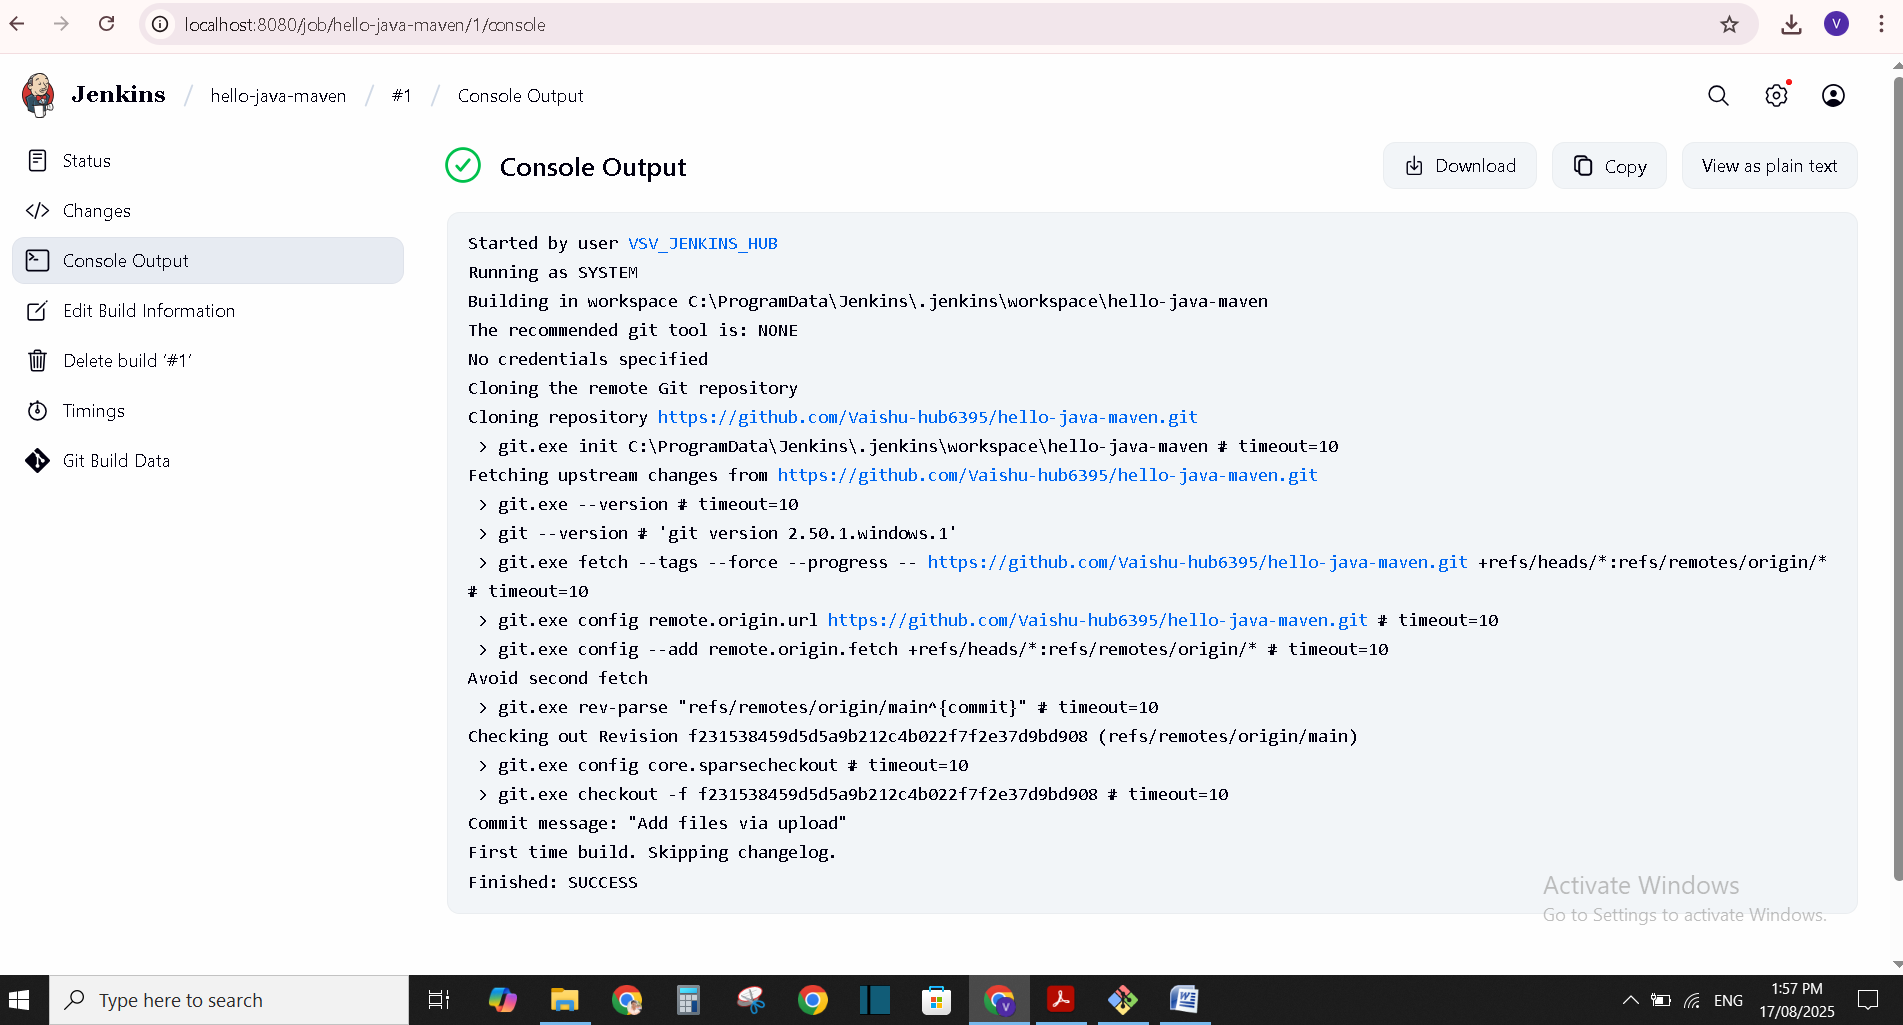 localhost:8080/job/hello-java-maven/1/console
V
Jenkins / hello-java-maven / #1 / Console Output
Status
Changes
Console Output
Edit Build Information
Delete build ‘#1’
Timings
Git Build Data
Console Output
Download
Copy
View as plain text
Started by user VSV_JENKINS_HUB
Running as SYSTEM
Building in workspace C:\ProgramData\Jenkins\.jenkins\workspace\hello-java-maven
The recommended git tool is: NONE
No credentials specified
Cloning the remote Git repository
Cloning repository https://github.com/Vaishu-hub6395/hello-java-maven.git
> git.exe init C:\ProgramData\Jenkins\.jenkins\workspace\hello-java-maven # timeout=10
Fetching upstream changes from https://github.com/Vaishu-hub6395/hello-java-maven.git
> git.exe --version # timeout=10
> git --version # 'git version 2.50.1.windows.1'
> git.exe fetch --tags --force --progress -- https://github.com/Vaishu-hub6395/hello-java-maven.git +refs/heads/*:refs/remotes/origin/*
# timeout=10
> git.exe config remote.origin.url https://github.com/Vaishu-hub6395/hello-java-maven.git # timeout=10
> git.exe config --add remote.origin.fetch +refs/heads/*:refs/remotes/origin/* # timeout=10
Avoid second fetch
> git.exe rev-parse "refs/remotes/origin/main^{commit}" # timeout=10
Checking out Revision f231538459d5d5a9b212c4b022f7f2e37d9bd908 (refs/remotes/origin/main)
> git.exe config core.sparsecheckout # timeout=10
> git.exe checkout -f f231538459d5d5a9b212c4b022f7f2e37d9bd908 # timeout=10
Commit message: "Add files via upload"
First time build. Skipping changelog.
Finished: SUCCESS
Activate Windows
Go to Settings to activate Windows.
Type here to search
ENG
1:57 PM
17/08/2025